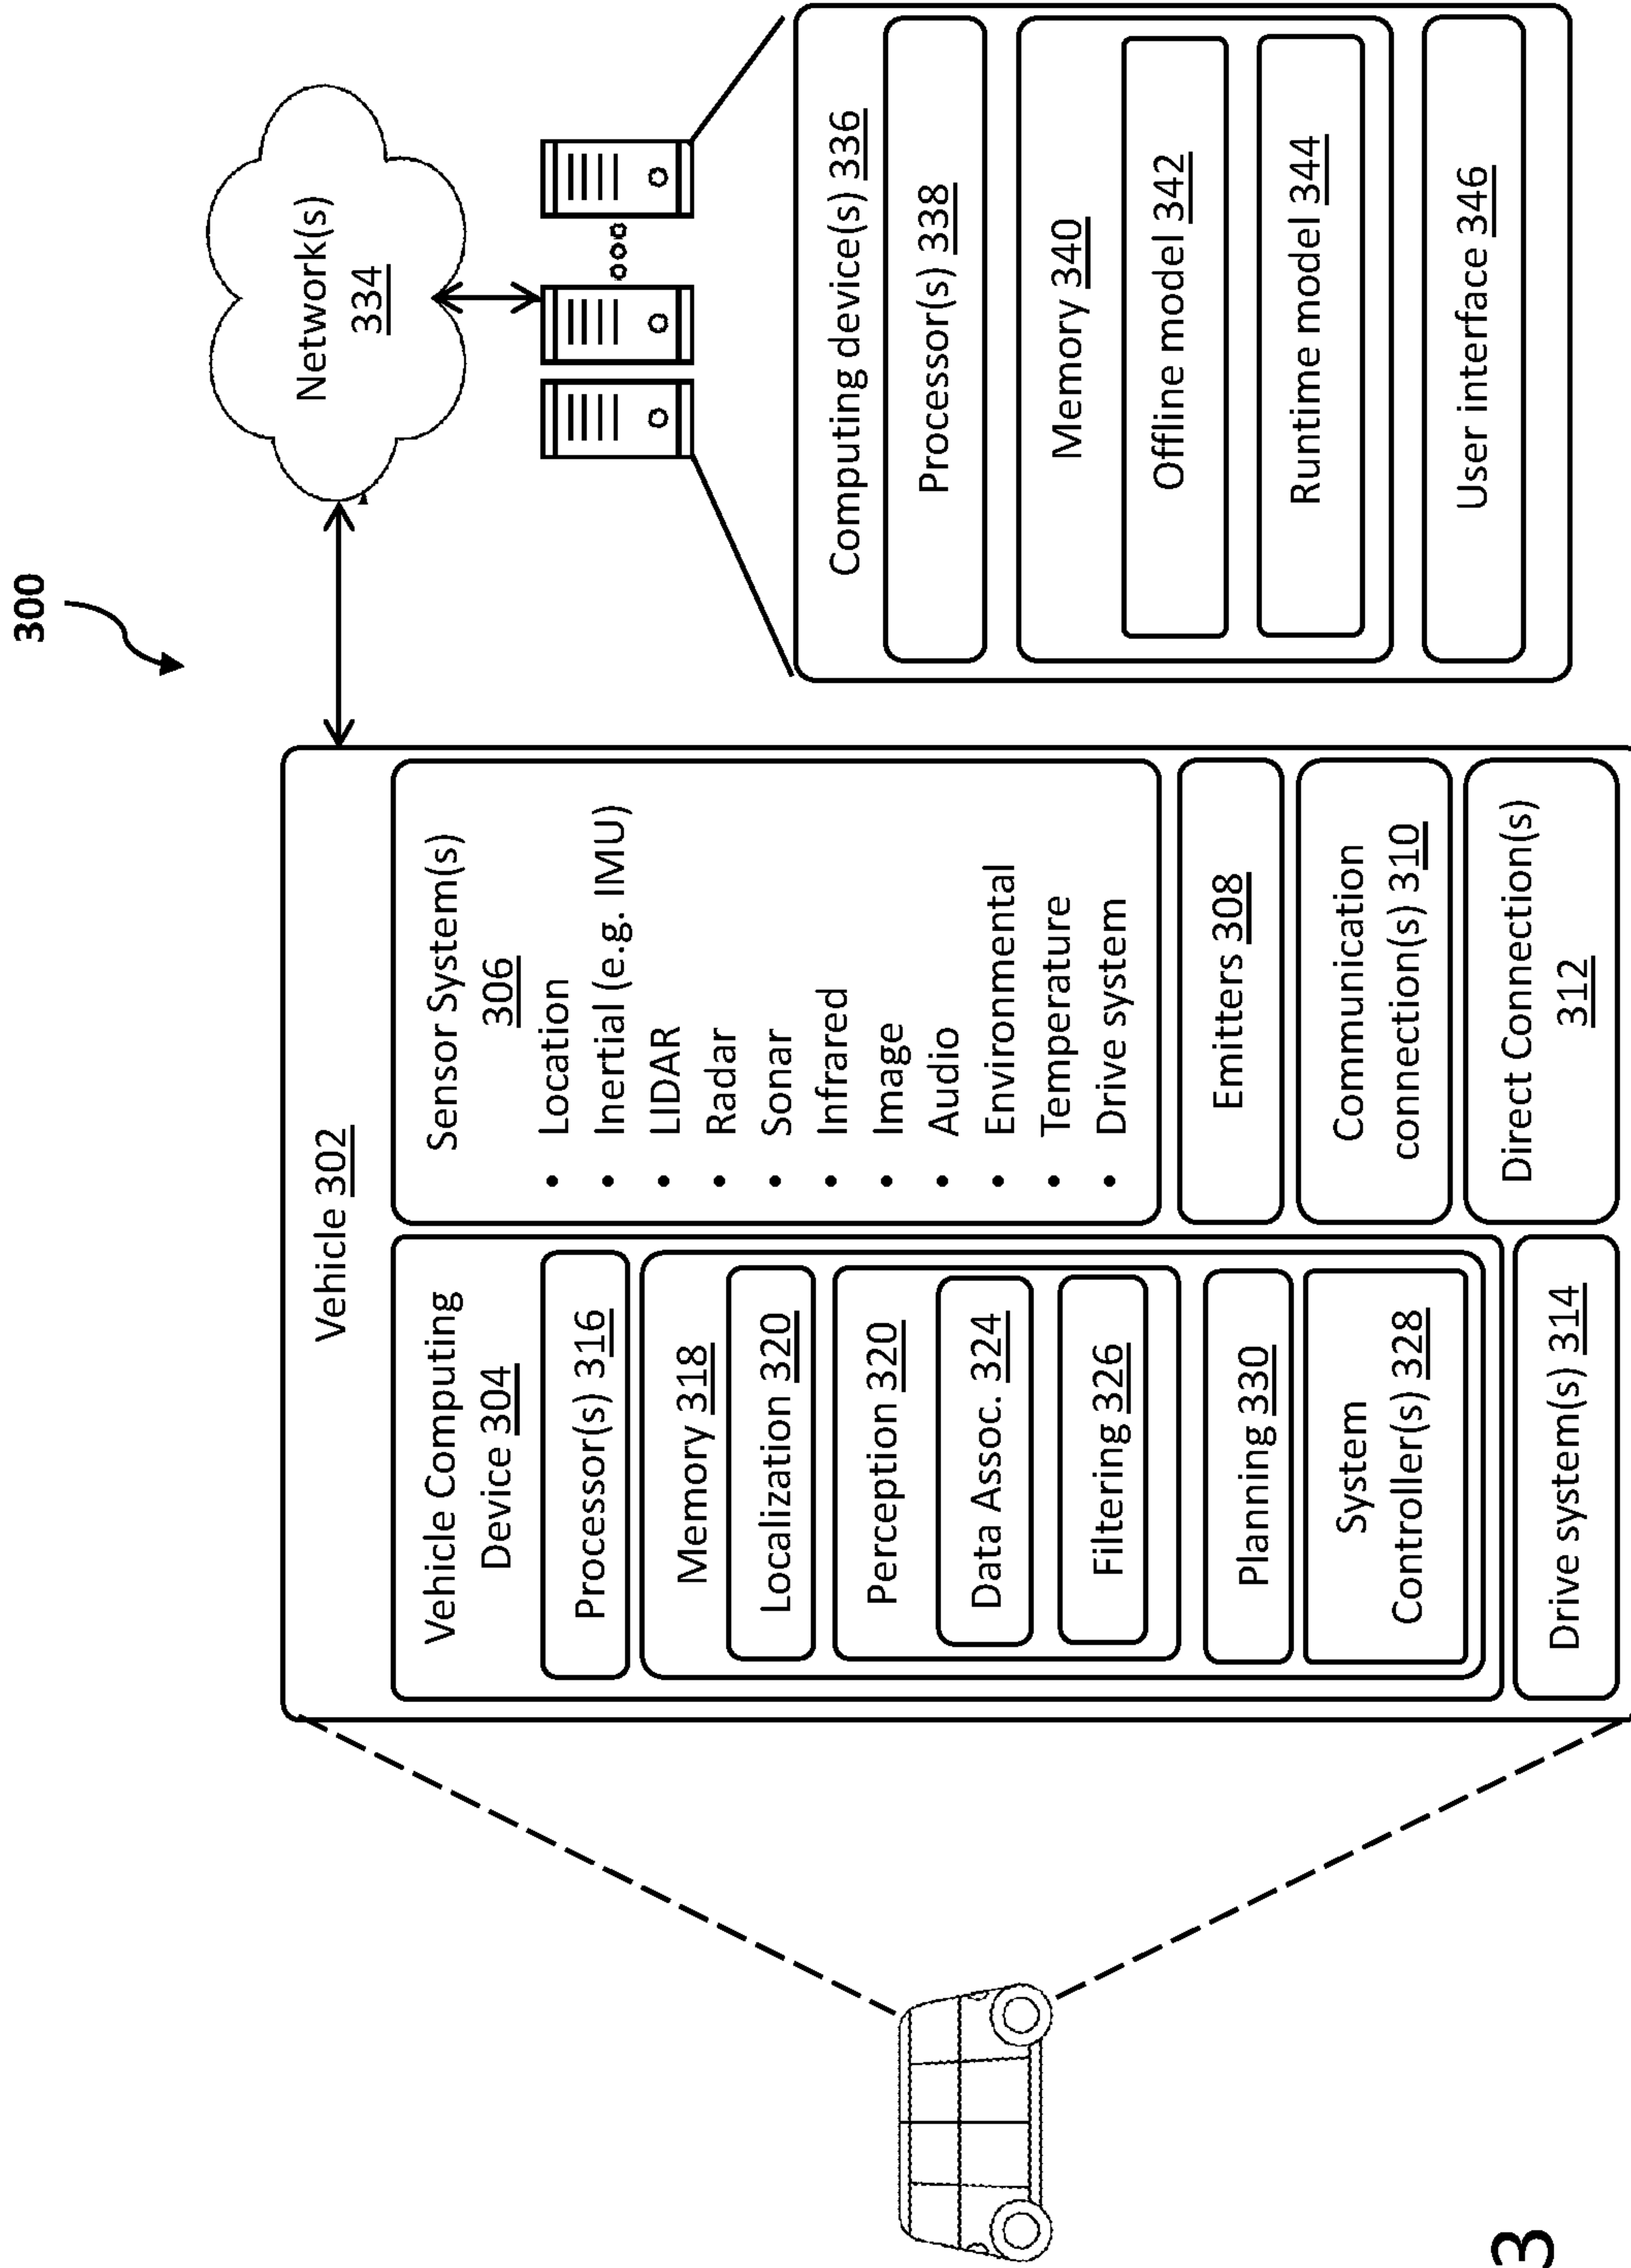 300
Vehicle 302
Vehicle Computing
Device 304
Processor(s) 316
Memory 318
Localization 320
Perception 320
Data Assoc. 324
Filtering 326
Planning 330
System
Controller(s) 328
Drive system(s) 314
Sensor System(s)
306
• Location
• Inertial (e.g. IMU)
• LIDAR
• Radar
• Sonar
• Infrared
• Image
• Audio
• Environmental
• Temperature
• Drive system
Emitters 308
Communication
connection(s) 310
Direct Connection(s)
312
Network(s)
334
Computing device(s) 336
Processor(s) 338
Memory 340
Offline model 342
Runtime model 344
User interface 346
3